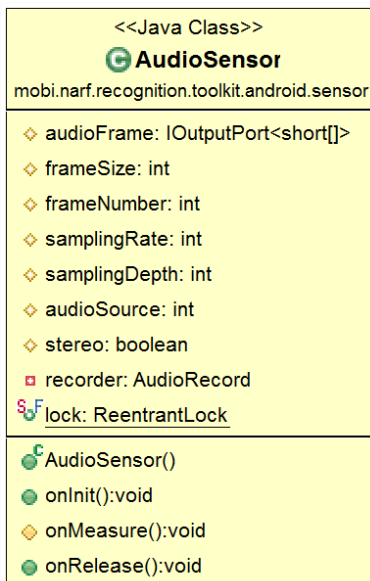 <<Java Class>>
C AudioSensor
mobi.narf.recognition.toolkit.android.sensor
audioFrame: IOutputPort<short[]>
frameSize: int
frameNumber: int
samplingRate: int
samplingDepth: int
audioSource: int
stereo: boolean
recorder: AudioRecord
S F lock: ReentrantLock
C AudioSensor()
onInit():void
onMeasure():void
onRelease():void